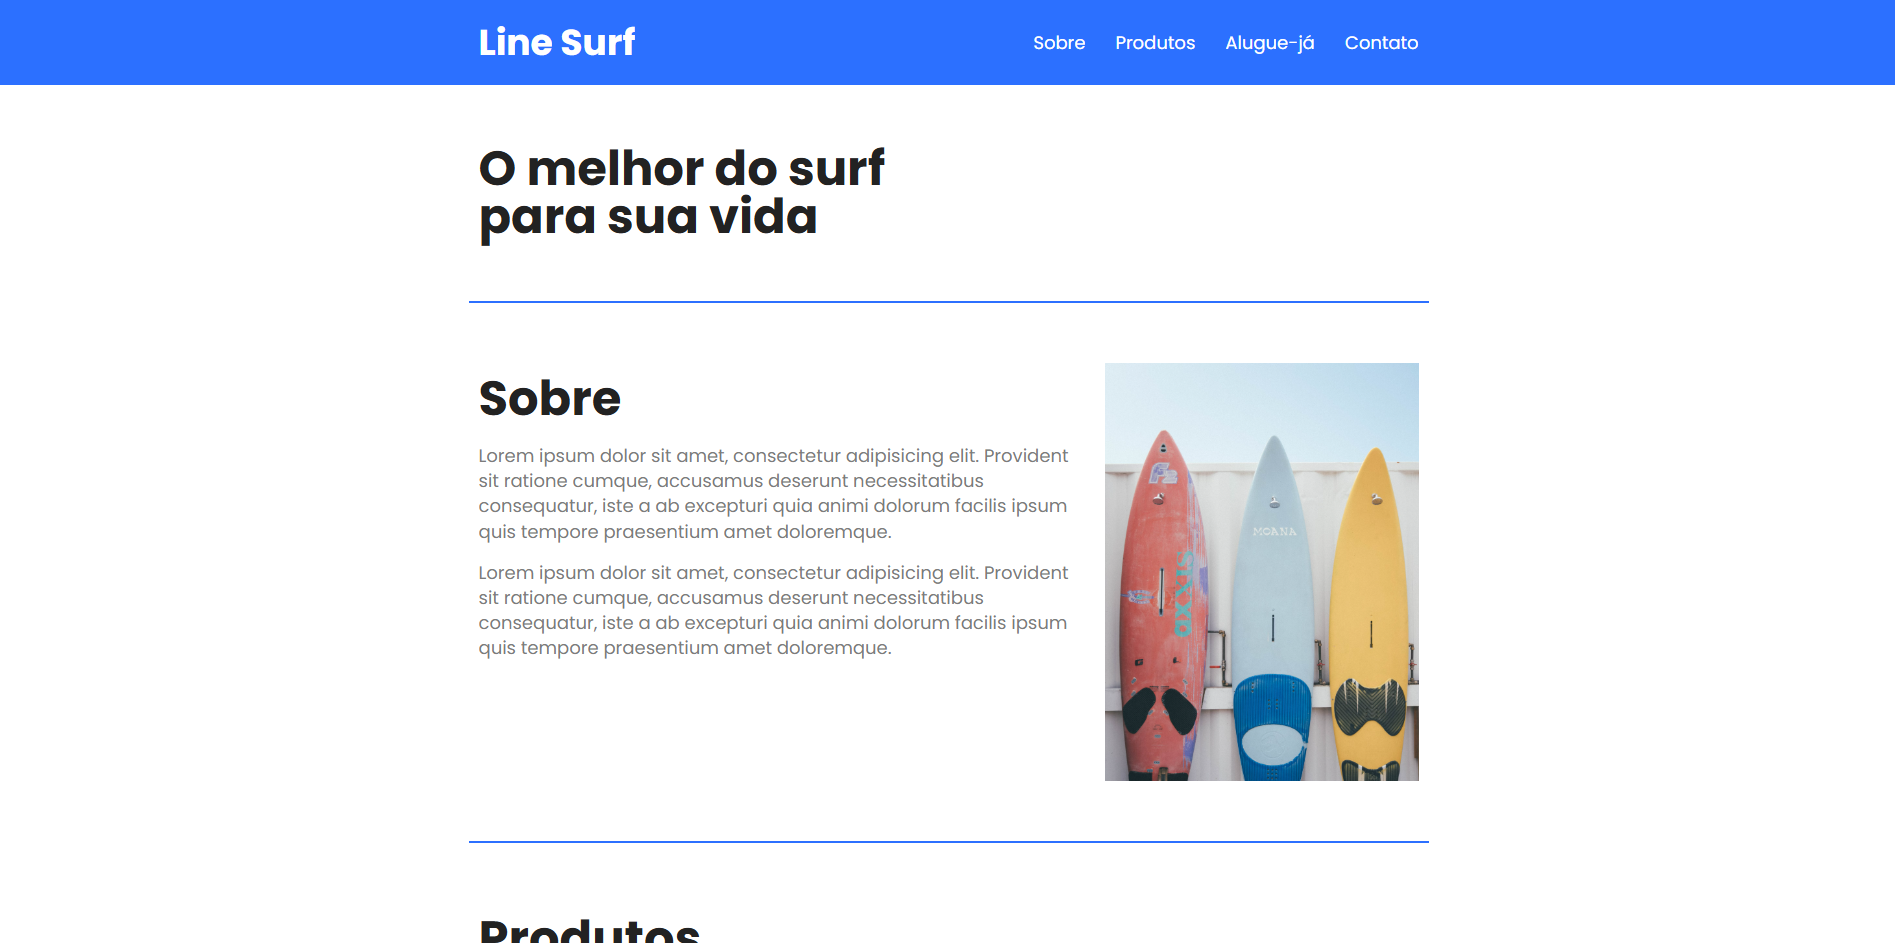 Line Surf
Sobre Produtos Alugue-já Contato
O melhor do surf
para sua vida
Sobre
Lorem ipsum dolor sit amet, consectetur adipisicing elit. Provident
sit ratione cumque, accusamus deserunt necessitatibus
consequatur, iste a ab excepturi quia animi dolorum facilis ipsum
quis tempore praesentium amet doloremque.
Lorem ipsum dolor sit amet, consectetur adipisicing elit. Provident
sit ratione cumque, accusamus deserunt necessitatibus
consequatur, iste a ab excepturi quia animi dolorum facilis ipsum
quis tempore praesentium amet doloremque.
F2
MOANA
Produtos